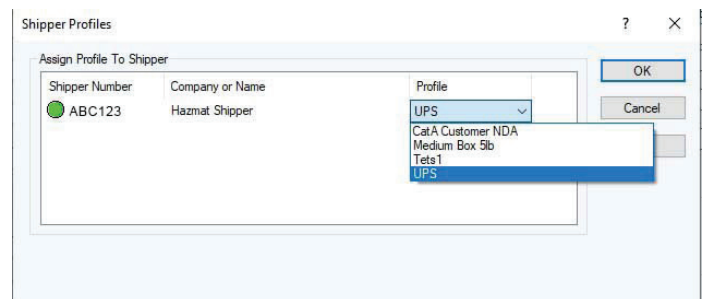 Shipper Profiles ? ✕
Assign Profile To Shipper
OK
Shipper Number Company or Name Profile
ABC123 Hazmat Shipper UPS
Cancel
CatA Customer NDA
Medium Box 5lb
Tets1
UPS